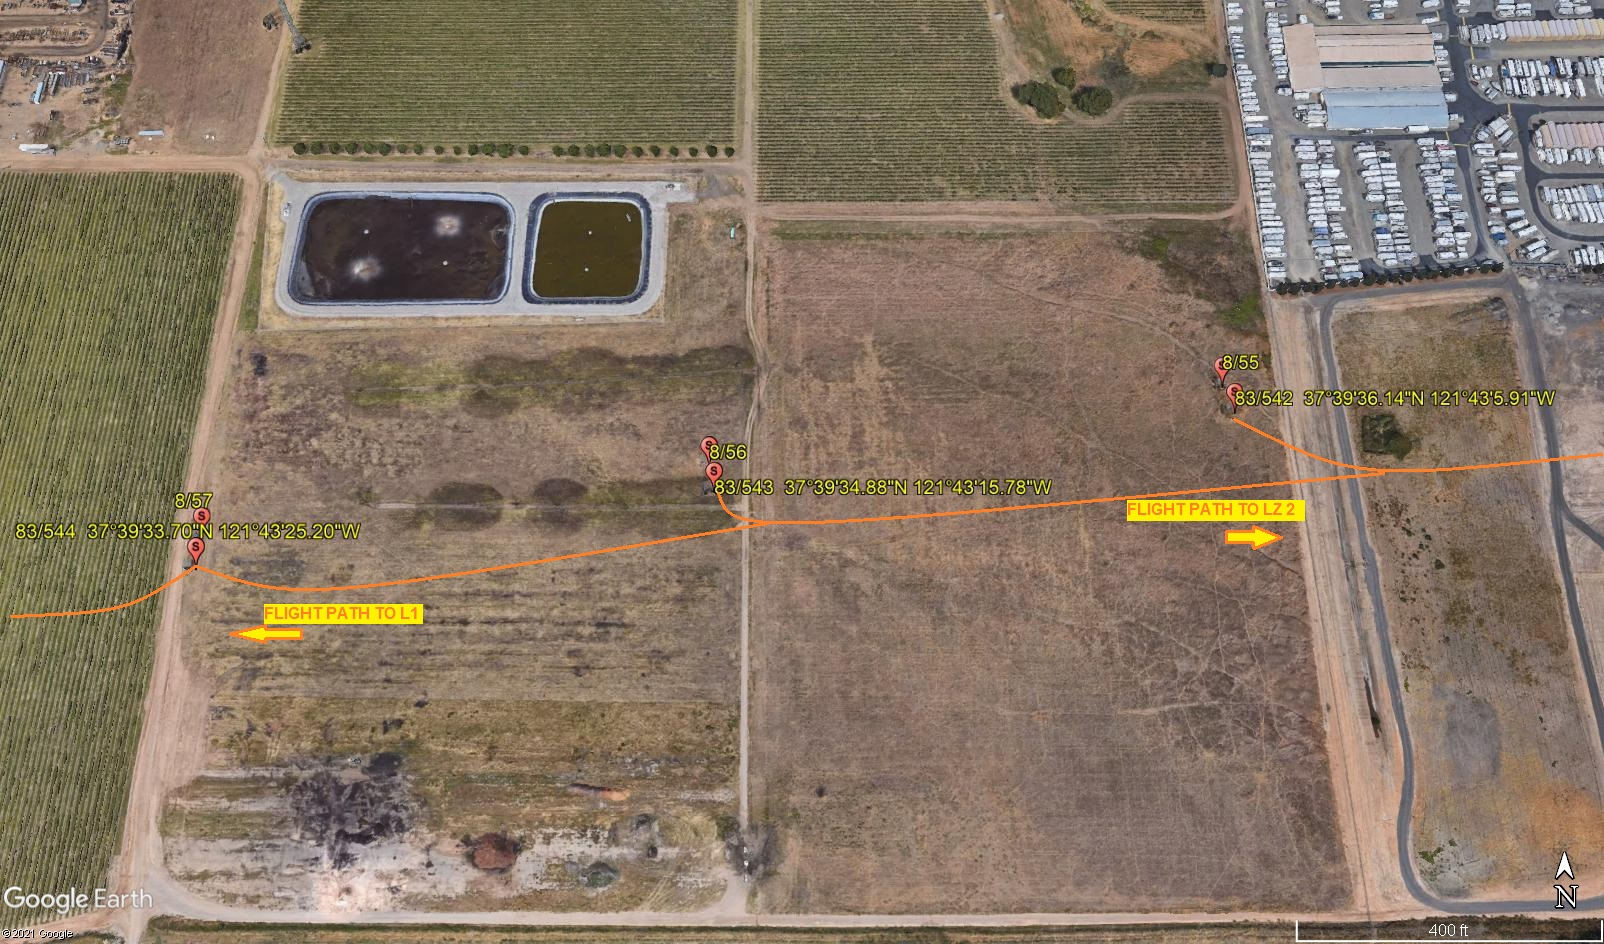 8/55
83/542  37°39'36.14"N 121°43'5.91"W
8/56
83/543  37°39'34.88"N 121°43'15.78"W
8/57
83/544  37°39'33.70"N 121°43'25.20"W
FLIGHT PATH TO LZ 2
FLIGHT PATH TO L1
S
S
S
S
S
S
Google Earth
©2021 Google
N
400 ft